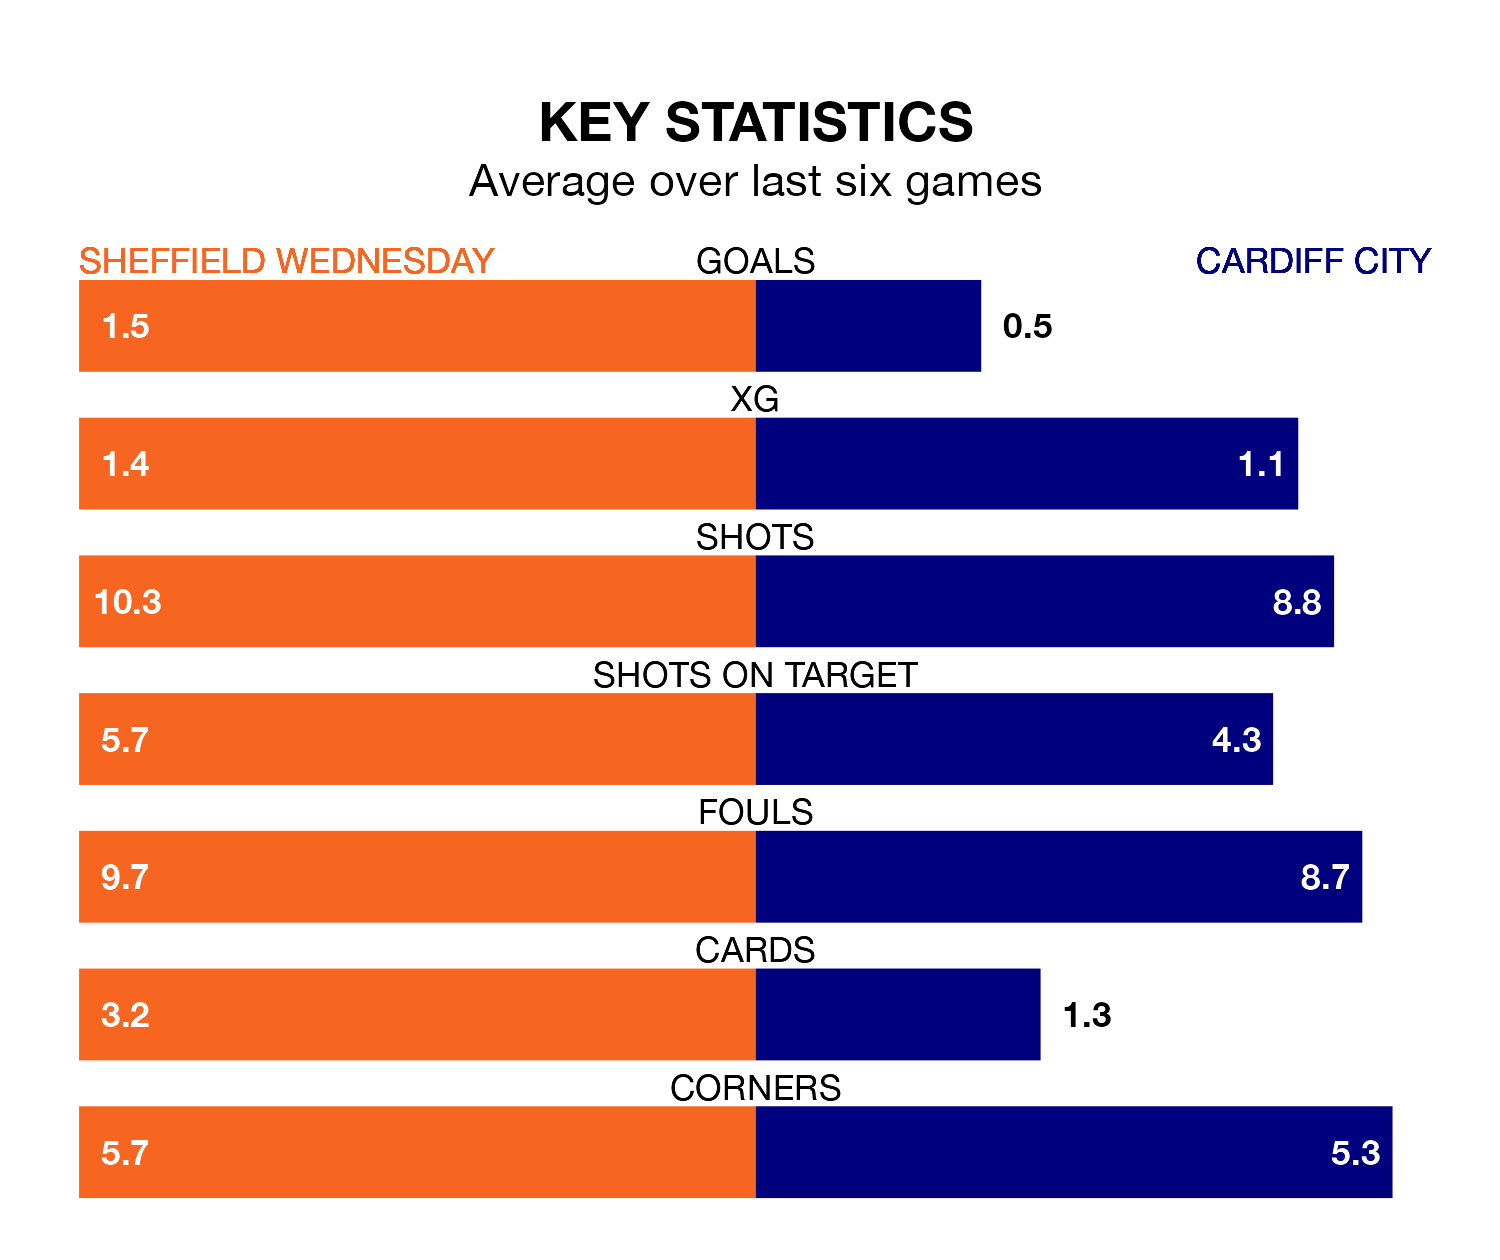 KEY STATISTICS
Average over last six games
SHEFFIELD WEDNESDAY GOALS CARDIFF CITY
1.5 0.5
XG
1.4 1.1
SHOTS
10.3 8.8
SHOTS ON TARGET
5.7 4.3
FOULS
9.7 8.7
CARDS
3.2 1.3
CORNERS
5.7 5.3